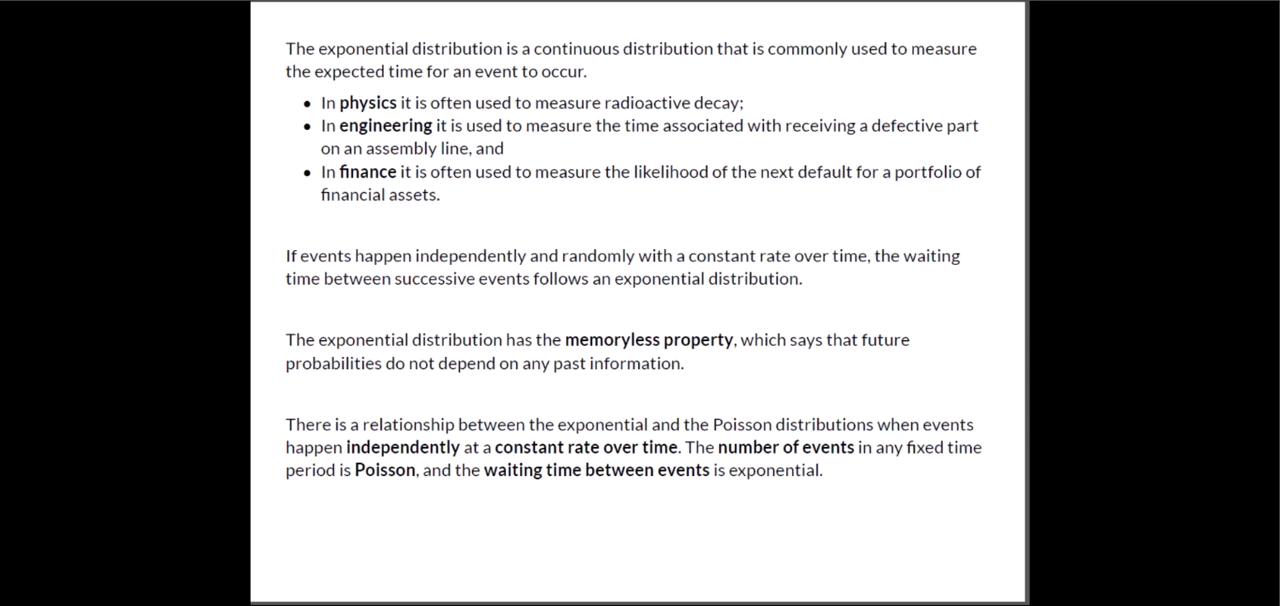 The exponential distribution is a continuous distribution that is commonly used to measure
the expected time for an event to occur.
• In physics it is often used to measure radioactive decay;
• In engineering it is used to measure the time associated with receiving a defective part
on an assembly line, and
• In finance it is often used to measure the likelihood of the next default for a portfolio of
financial assets.
If events happen independently and randomly with a constant rate over time, the waiting
time between successive events follows an exponential distribution.
The exponential distribution has the memoryless property, which says that future
probabilities do not depend on any past information.
There is a relationship between the exponential and the Poisson distributions when events
happen independently at a constant rate over time. The number of events in any fixed time
period is Poisson, and the waiting time between events is exponential.